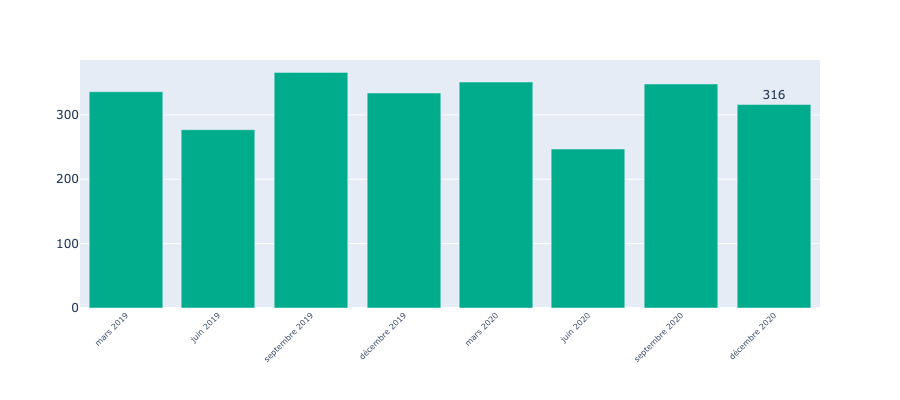 316
300
200
100
0
mars 2019
juin 2019
septembre 2019
décembre 2019
mars 2020
juin 2020
septembre 2020
décembre 2020